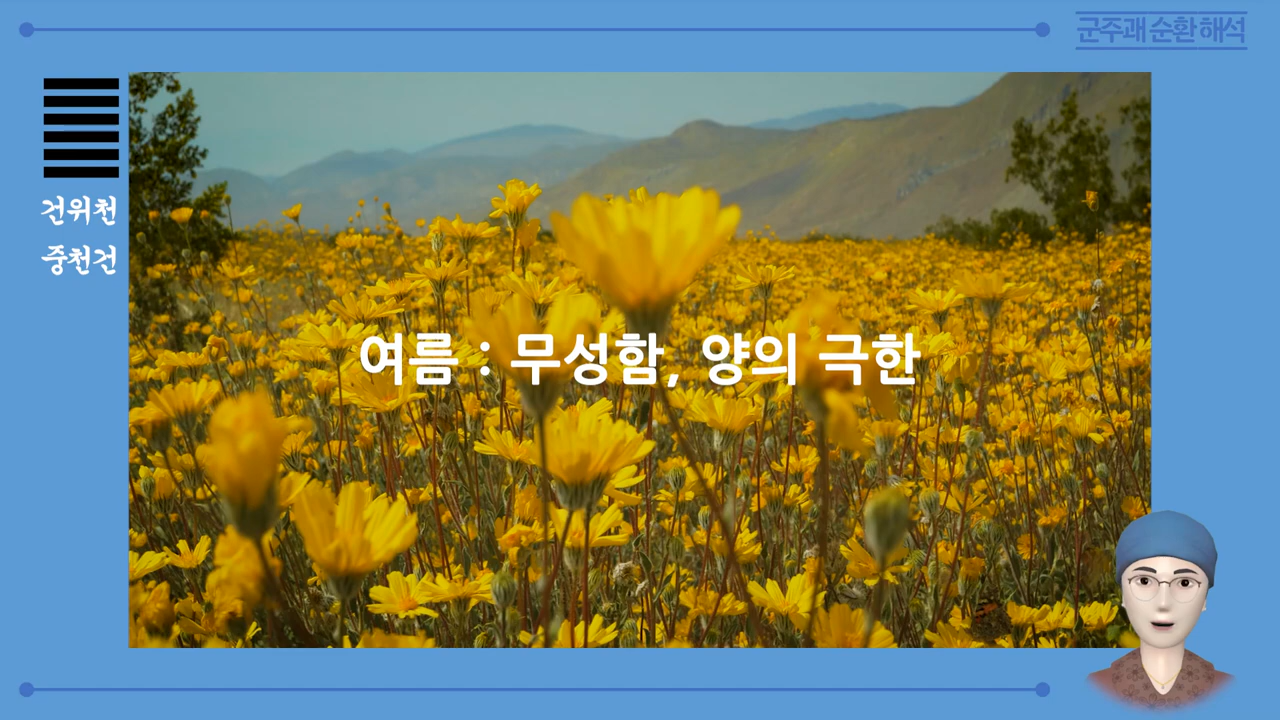 군주괘 순환 해석
건위천
중천건
여름 : 무성함, 양의 극한